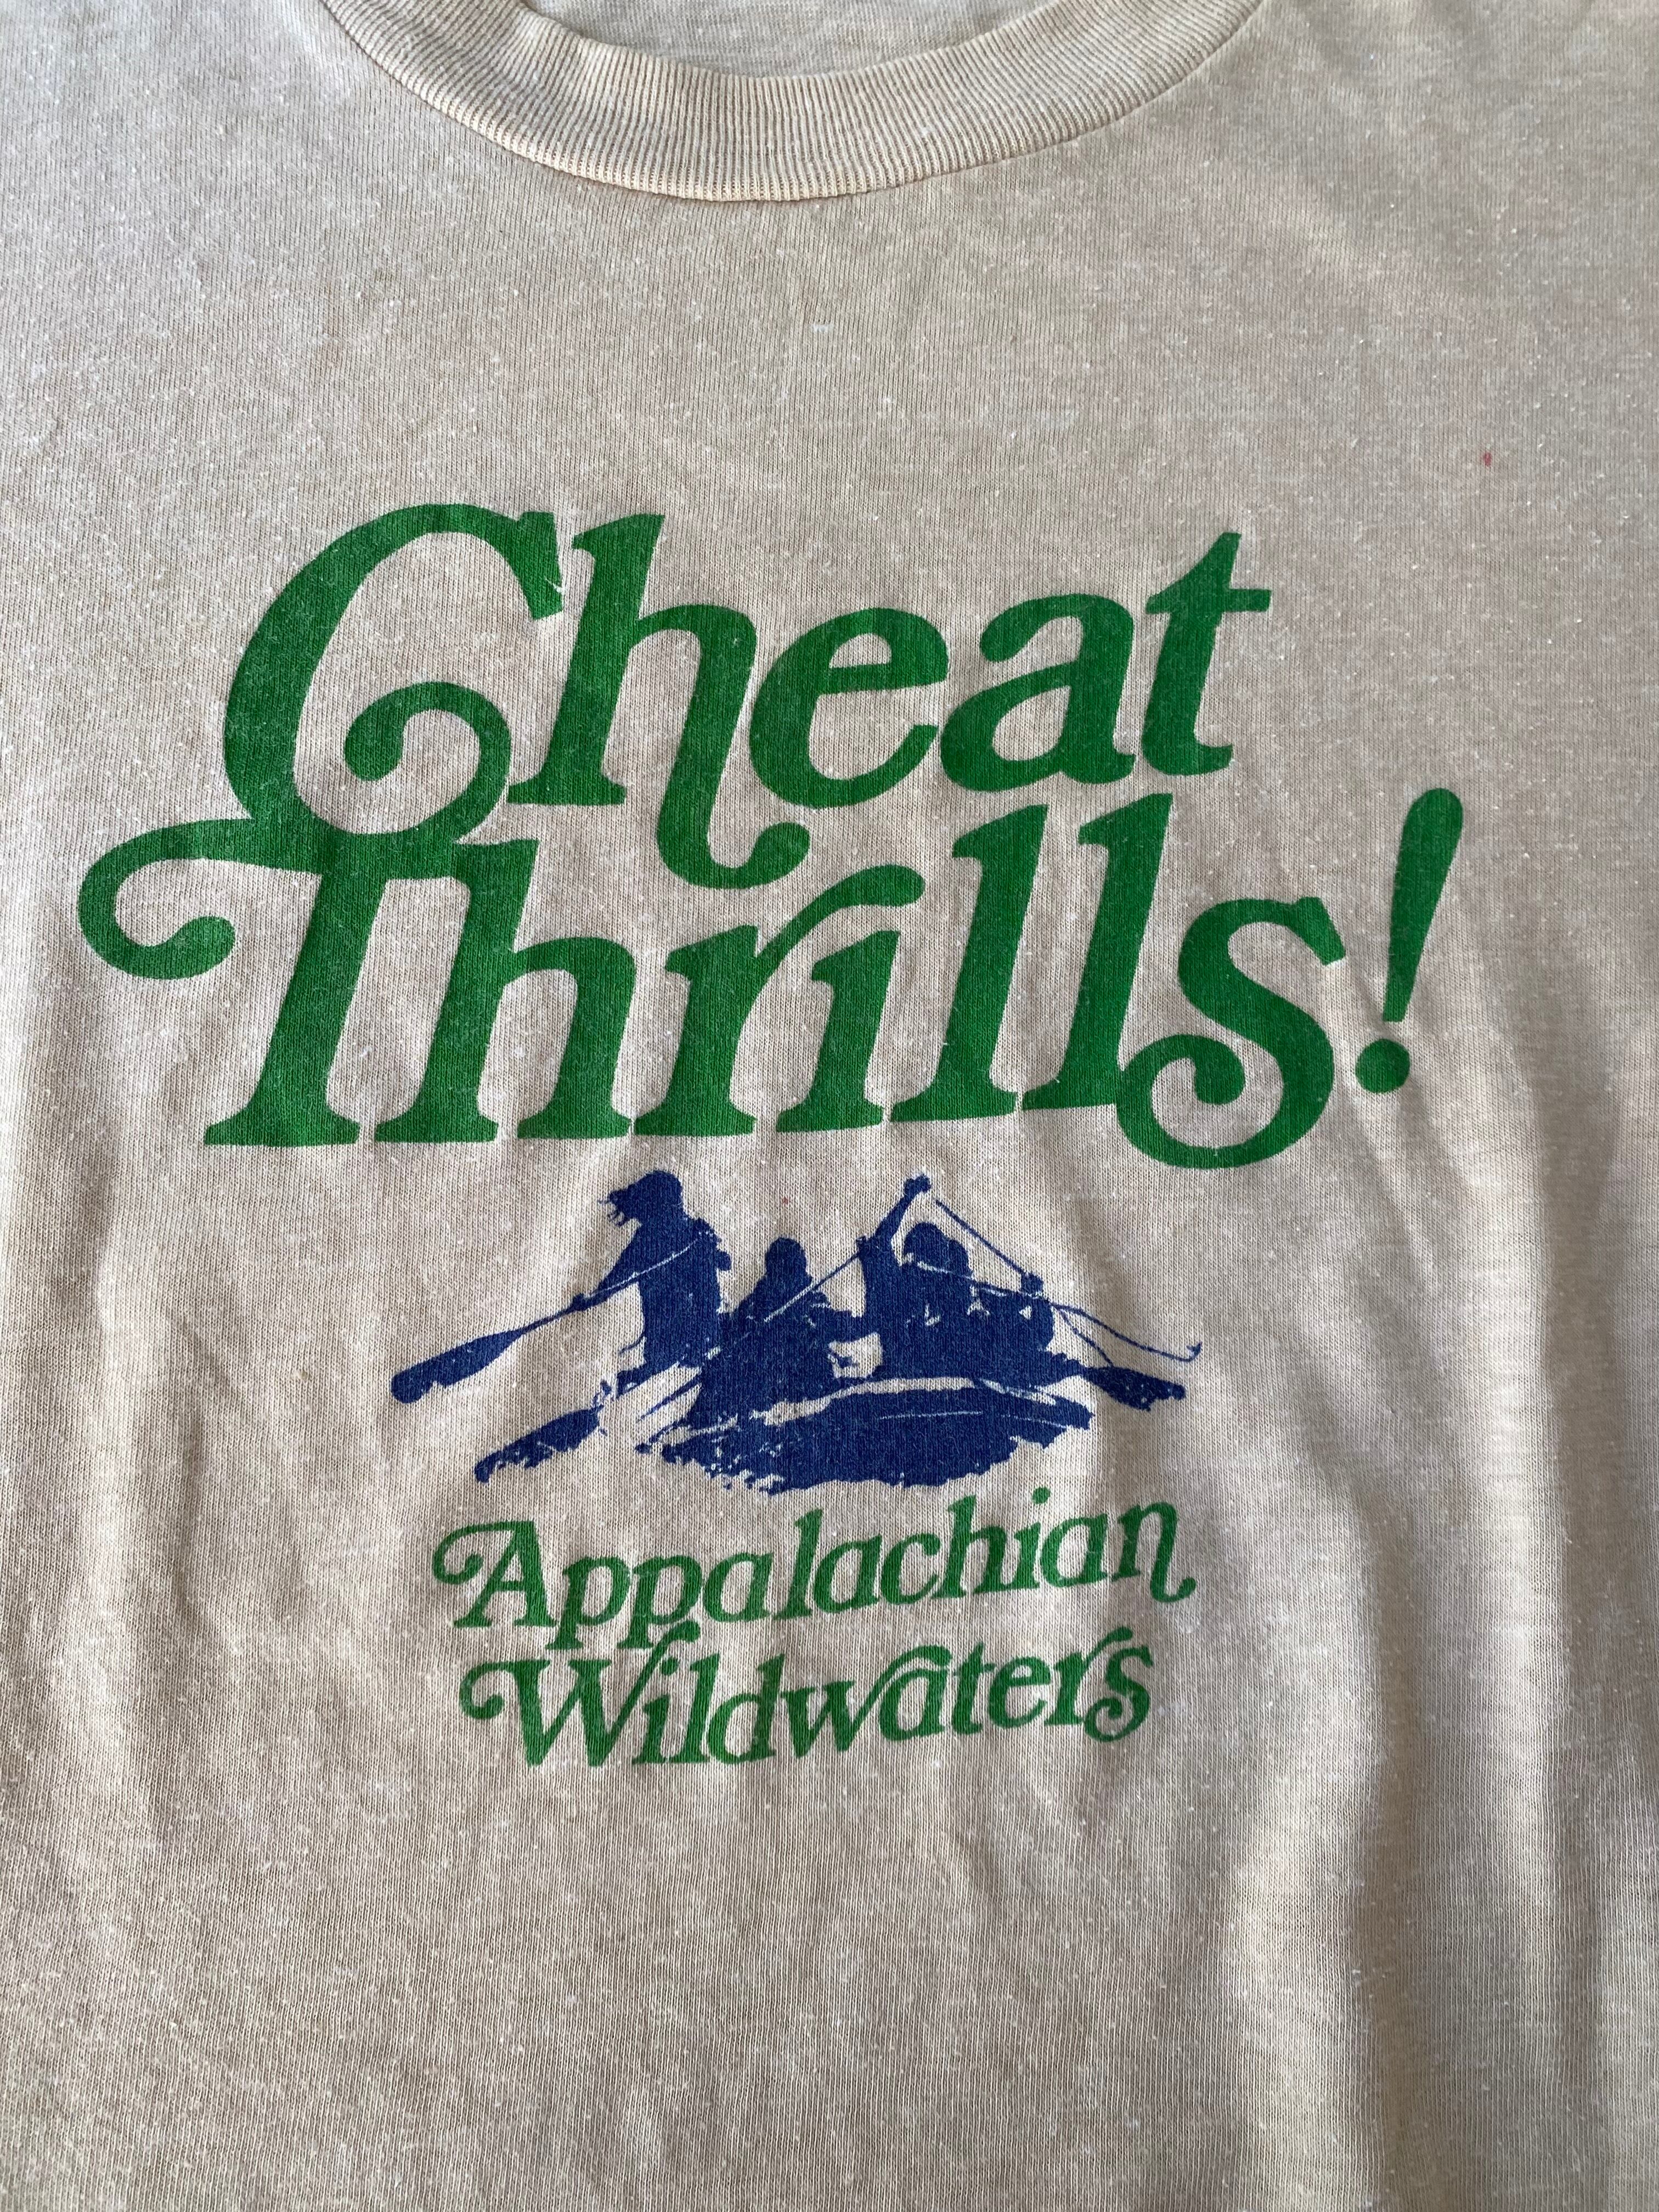 Cheat
Thrills!
Appalachian
Wildwaters